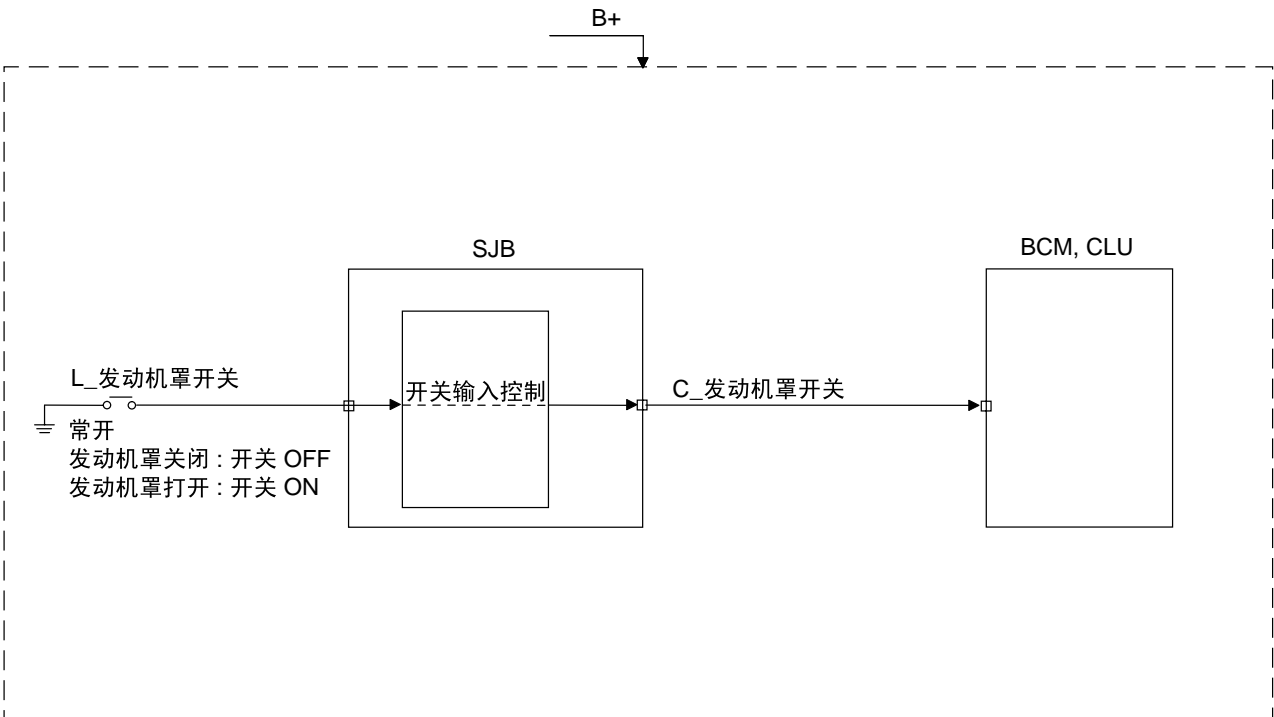 B+
SJB
BCM, CLU
L_发动机罩开关
开关输入控制
C_发动机罩开关
常开
发动机罩关闭 : 开关 OFF
发动机罩打开 : 开关 ON